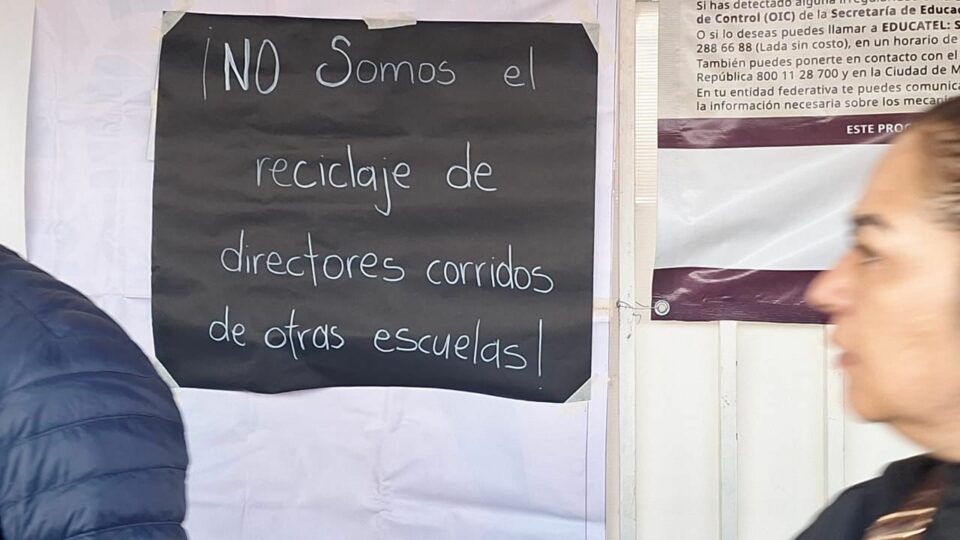 ¡NO Somos el
reciclaje de
directores corridos
de otras escuelas!
Si has detectado alguna
de Control (OIC) de la Secretaría de
O si lo deseas puedes llamar a EDUCATEL:
288 66 88 (Lada sin costo), en un horario de
También puedes ponerte en contacto con el
República 800 11 28 700 y en la Ciudad de
En tu entidad federativa te puedes
la información necesaria sobre los
ESTE